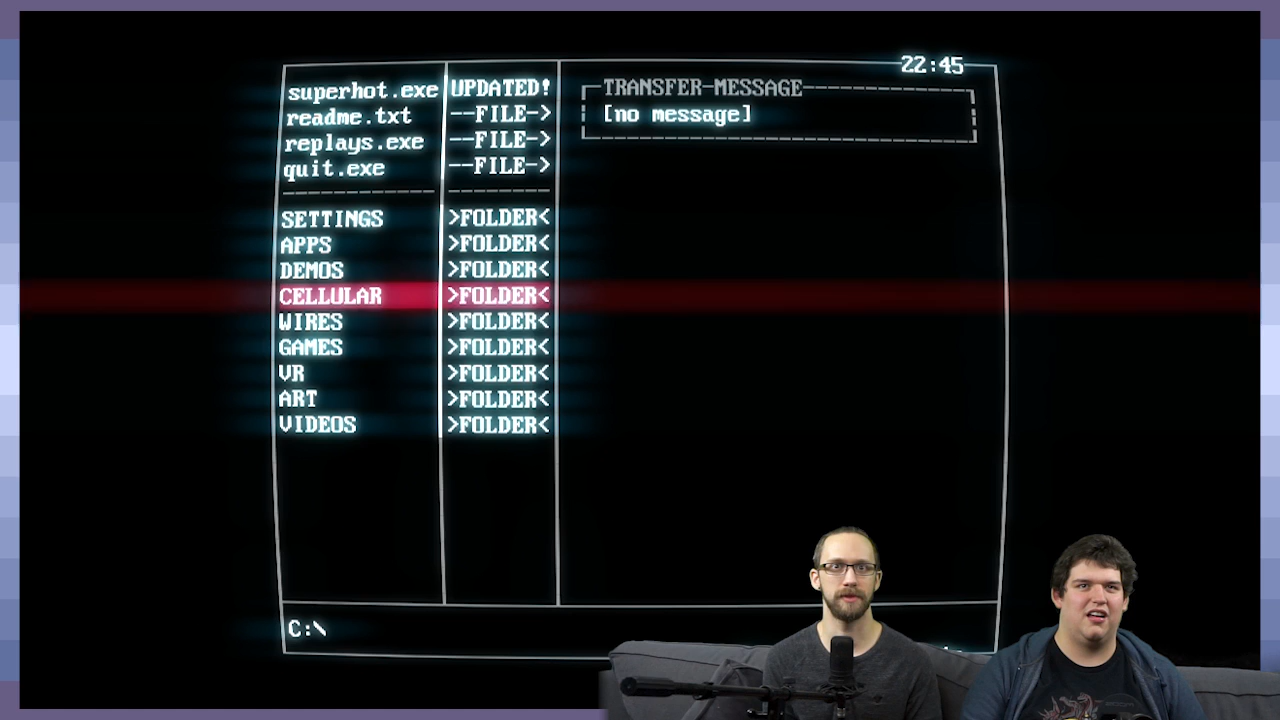 22:45
superhot.exe UPDATED!
readme.txt --FILE->
replays.exe --FILE->
quit.exe --FILE->
SETTINGS >FOLDER<
APPS >FOLDER<
DEMOS >FOLDER<
CELLULAR >FOLDER<
WIRES >FOLDER<
GAMES >FOLDER<
VR >FOLDER<
ART >FOLDER<
VIDEOS >FOLDER<
TRANSFER-MESSAGE
[no message]
C:\